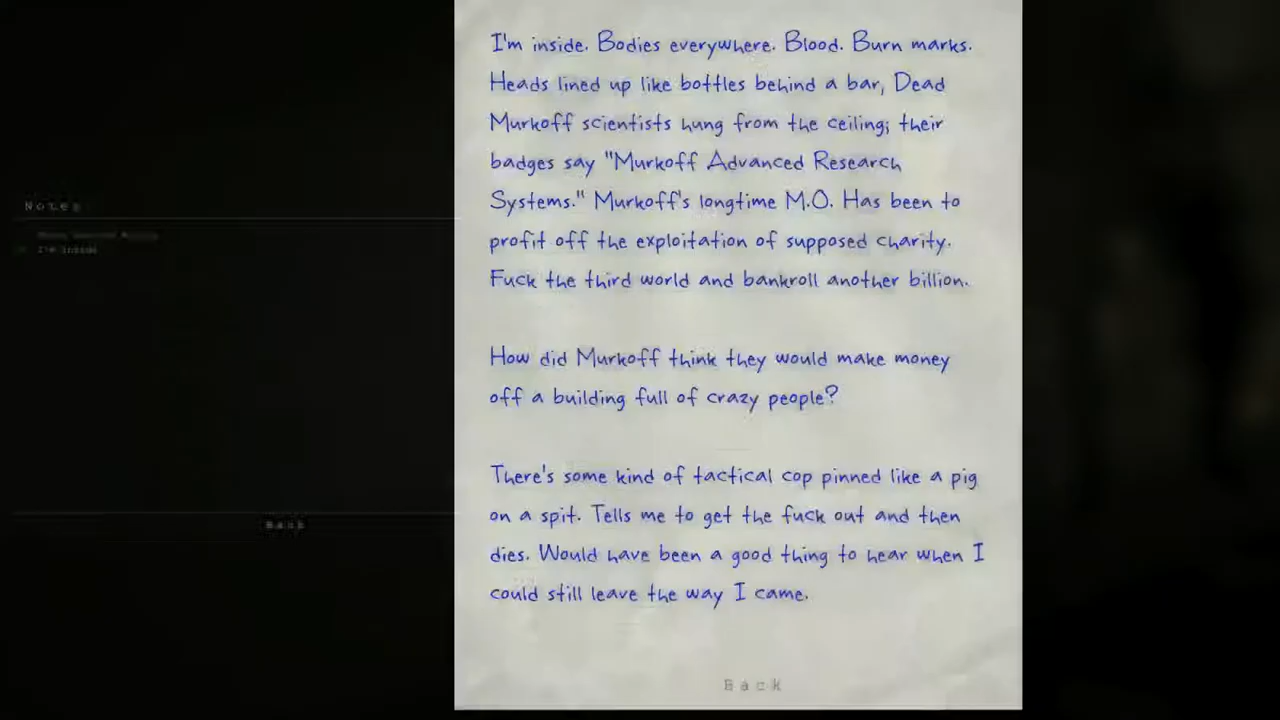 I'm inside. Bodies everywhere. Blood. Burn marks.
Heads lined up like bottles behind a bar, Dead
Murkoff scientists hung from the ceiling; their
badges say "Murkoff Advanced Research
Systems." Murkoff's longtime M.O. Has been to
profit off the exploitation of supposed charity.
Fuck the third world and bankroll another billion.
How did Murkoff think they would make money
off a building full of crazy people?
There's some kind of tactical cop pinned like a pig
on a spit. Tells me to get the fuck out and then
dies. Would have been a good thing to hear when I
could still leave the way I came.
Back
Notes
I'm inside
Back